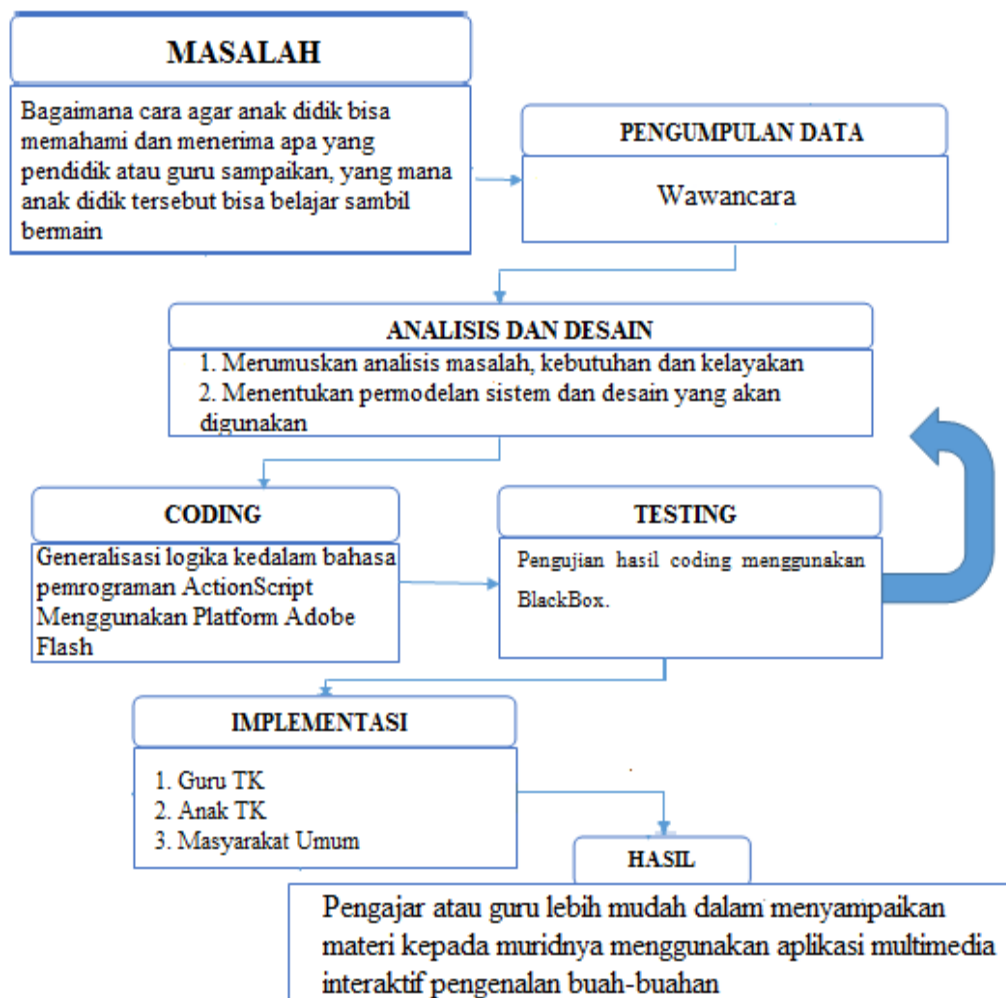 MASALAH
Bagaimana cara agar anak didik bisa
memahami dan menerima apa yang
pendidik atau guru sampaikan, yang mana
anak didik tersebut bisa belajar sambil
bermain
PENGUMPULAN DATA
Wawancara
ANALISIS DAN DESAIN
1. Merumuskan analisis masalah, kebutuhan dan kelayakan
2. Menentukan permodelan sistem dan desain yang akan
digunakan
CODING
Generalisasi logika kedalam bahasa
pemrograman ActionScript
Menggunakan Platform Adobe
Flash
TESTING
Pengujian hasil coding menggunakan
BlackBox.
IMPLEMENTASI
1. Guru TK
2. Anak TK
3. Masyarakat Umum
HASIL
Pengajar atau guru lebih mudah dalam menyampaikan
materi kepada muridnya menggunakan aplikasi multimedia
interaktif pengenalan buah-buahan